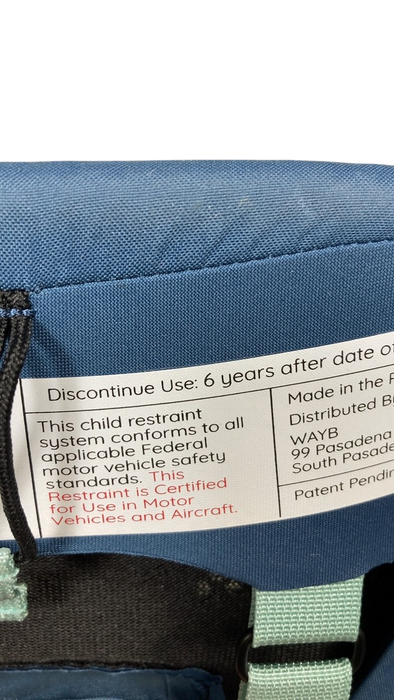 Discontinue Use: 6 years after date of
This child restraint
system conforms to all
applicable Federal
motor vehicle safety
standards. This
Restraint is Certified
for Use in Motor
Vehicles and Aircraft.
Made in the
Distributed
WAYB
99 Pasadena
South
Patent